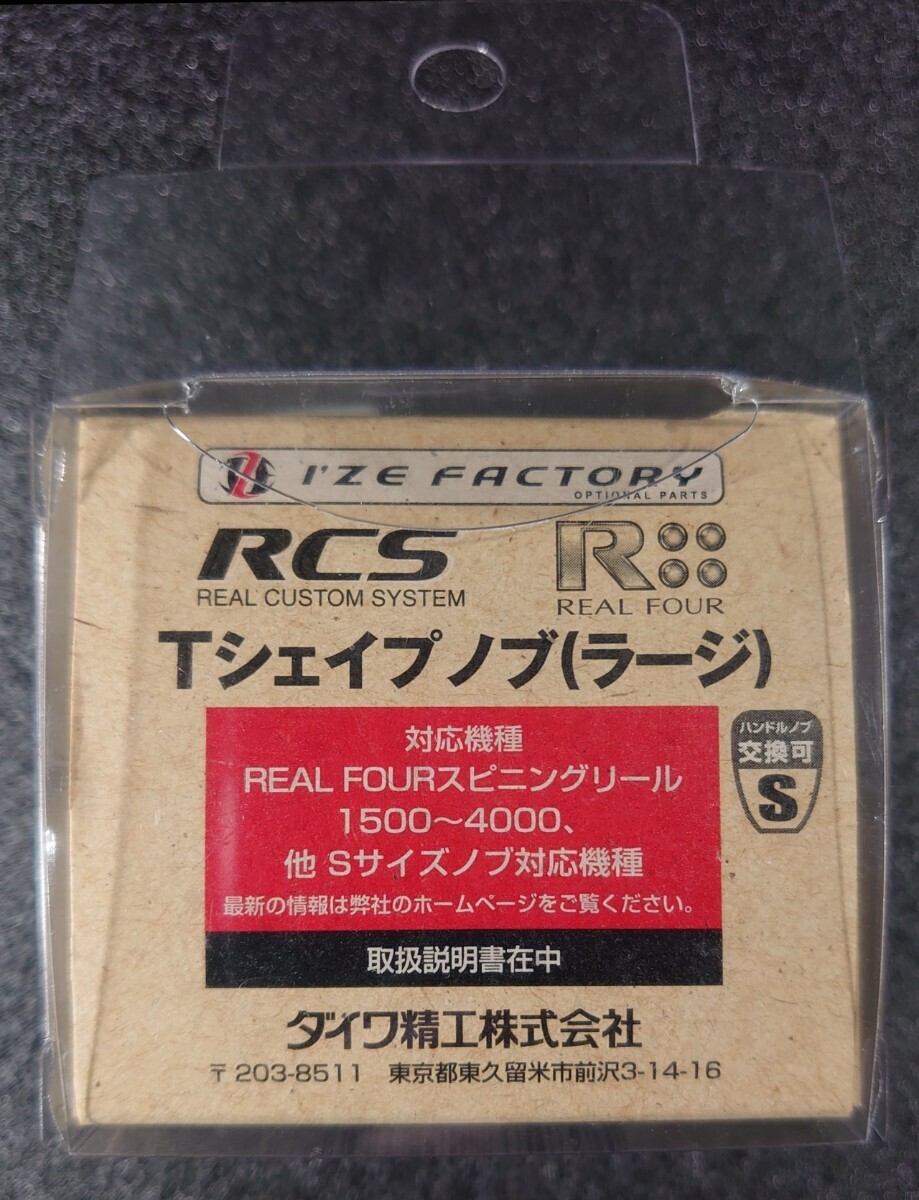 I'ZE FACTORY
OPTIONAL PARTS
RCS
REAL CUSTOM SYSTEM
R
REAL FOUR
Tシェイプ ノブ(ラージ)
対応機種
REAL FOURスピニングリール
1500〜4000、
他 Sサイズノブ対応機種
最新の情報は弊社のホームページをご覧ください。
取扱説明書在中
ハンドルノブ
交換可
S
ダイワ精工株式会社
〒203-8511 東京都東久留米市前沢3-14-16